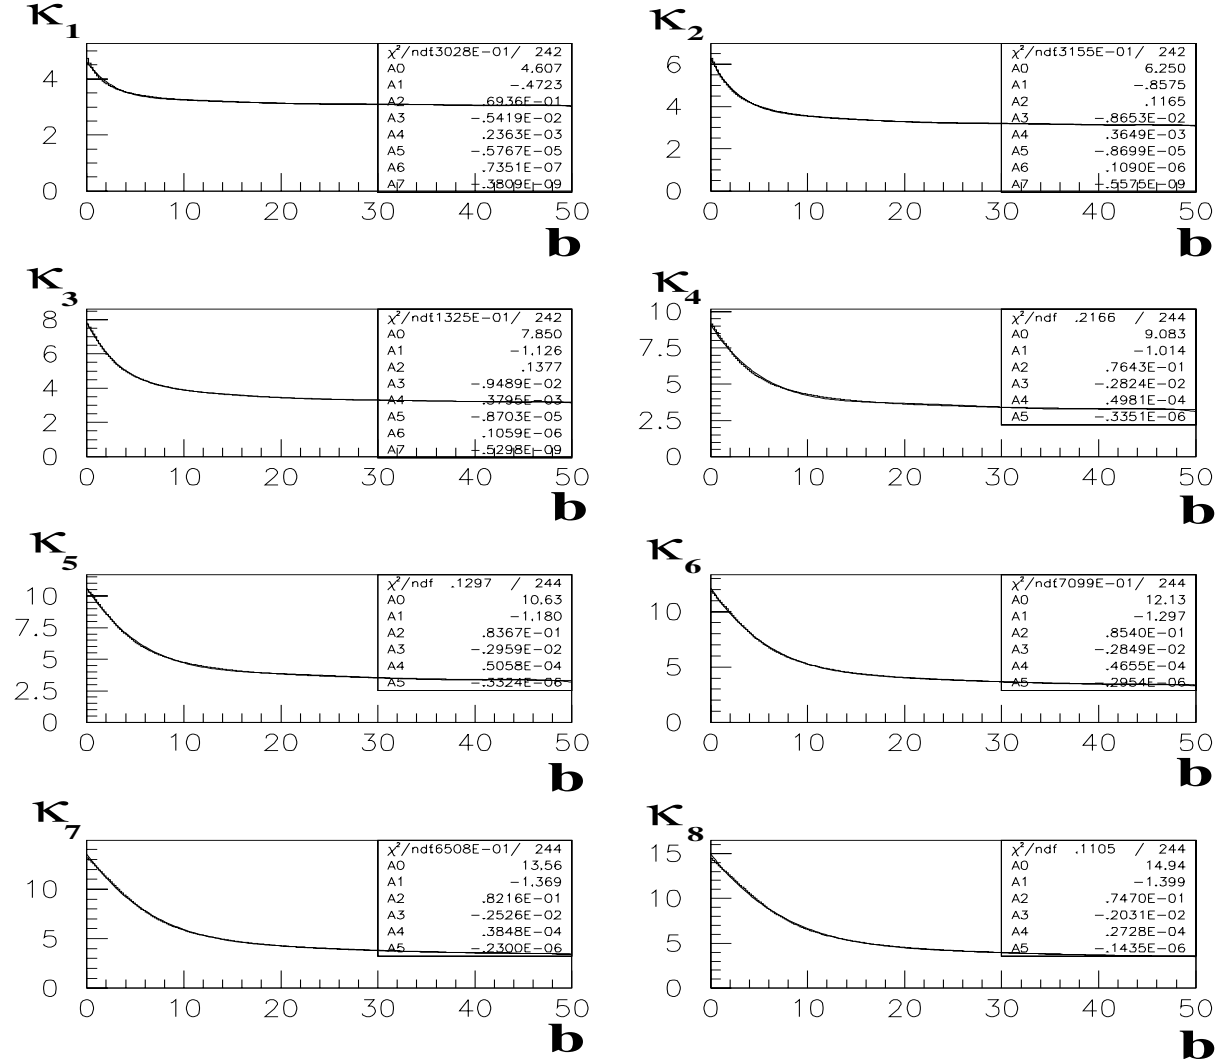 κ1
χ²/ndf.3028E-01/ 242
A0 4.607
A1 -.4723
A2 .6936E-01
A3 -.5419E-02
A4 .2363E-03
A5 -.5767E-05
A6 .7351E-07
A7 -.3809E-09
4
2
0
0 10 20 30 40 50
b
κ2
χ²/ndf.3155E-01/ 242
A0 6.250
A1 -.8575
A2 .1165
A3 -.8653E-02
A4 .3649E-03
A5 -.8699E-05
A6 .1090E-06
A7 -.5575E-09
6
4
2
0
0 10 20 30 40 50
b
κ3
χ²/ndf.1325E-01/ 242
A0 7.850
A1 -1.126
A2 .1377
A3 -.9489E-02
A4 .3795E-03
A5 -.8703E-05
A6 .1059E-06
A7 -.5298E-09
8
6
4
2
0
0 10 20 30 40 50
b
κ4
χ²/ndf .2166 / 244
A0 9.083
A1 -1.014
A2 .7643E-01
A3 -.2824E-02
A4 .4981E-04
A5 -.3351E-06
10
7.5
5
2.5
0
0 10 20 30 40 50
b
κ5
χ²/ndf .1297 / 244
A0 10.63
A1 -1.180
A2 .8367E-01
A3 -.2959E-02
A4 .5058E-04
A5 -.3324E-06
10
7.5
5
2.5
0
0 10 20 30 40 50
b
κ6
χ²/ndf.7099E-01/ 244
A0 12.13
A1 -1.297
A2 .8540E-01
A3 -.2849E-02
A4 .4655E-04
A5 -.2954E-06
10
5
0
0 10 20 30 40 50
b
κ7
χ²/ndf.6508E-01/ 244
A0 13.56
A1 -1.369
A2 .8216E-01
A3 -.2526E-02
A4 .3848E-04
A5 -.2300E-06
10
5
0
0 10 20 30 40 50
b
κ8
χ²/ndf .1105 / 244
A0 14.94
A1 -1.399
A2 .7470E-01
A3 -.2031E-02
A4 .2728E-04
A5 -.1435E-06
15
10
5
0
0 10 20 30 40 50
b